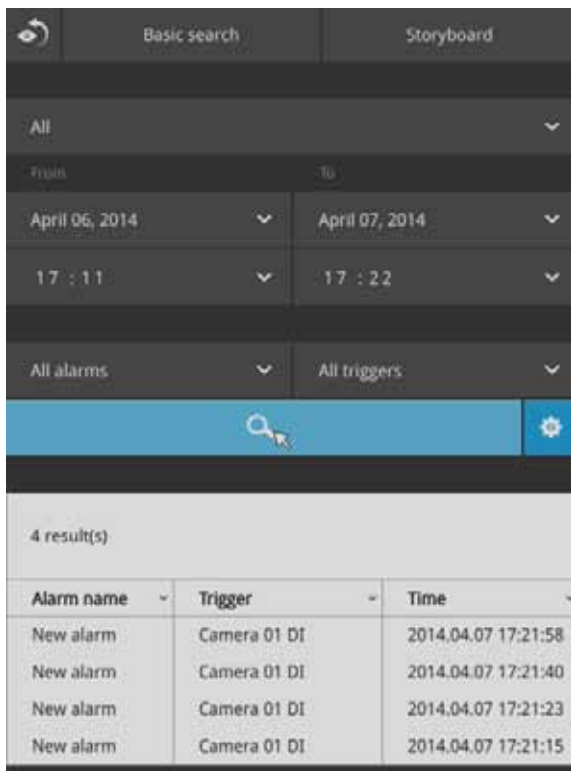 Basic search Storyboard
All
From To
April 06, 2014 April 07, 2014
17 : 11 17 : 22
All alarms All triggers
4 result(s)
Alarm name Trigger Time
New alarm Camera 01 DI 2014.04.07 17:21:58
New alarm Camera 01 DI 2014.04.07 17:21:40
New alarm Camera 01 DI 2014.04.07 17:21:23
New alarm Camera 01 DI 2014.04.07 17:21:15